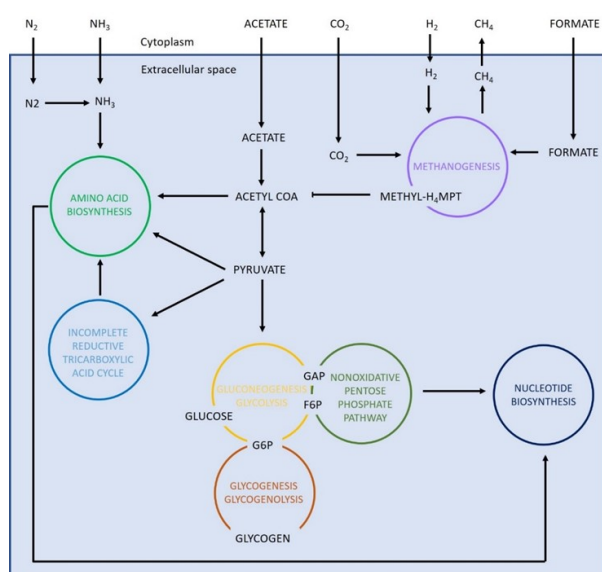 N₂ NH₃ ACETATE CO₂ H₂ CH₄ FORMATE
Cytoplasm
Extracellular space
H₂ CH₄
N2 NH₃
ACETATE
CO₂ METHANOGENESIS FORMATE
AMINO ACID
BIOSYNTHESIS
ACETYL COA METHYL-H₄MPT
PYRUVATE
INCOMPLETE
REDUCTIVE
TRICARBOXYLIC
ACID CYCLE
GLUCONEOGENESIS
GLYCOLYSIS
GAP
F6P
NONOXIDATIVE
PENTOSE
PHOSPHATE
PATHWAY
NUCLEOTIDE
BIOSYNTHESIS
GLUCOSE
G6P
GLYCOGENESIS
GLYCOGENOLYSIS
GLYCOGEN